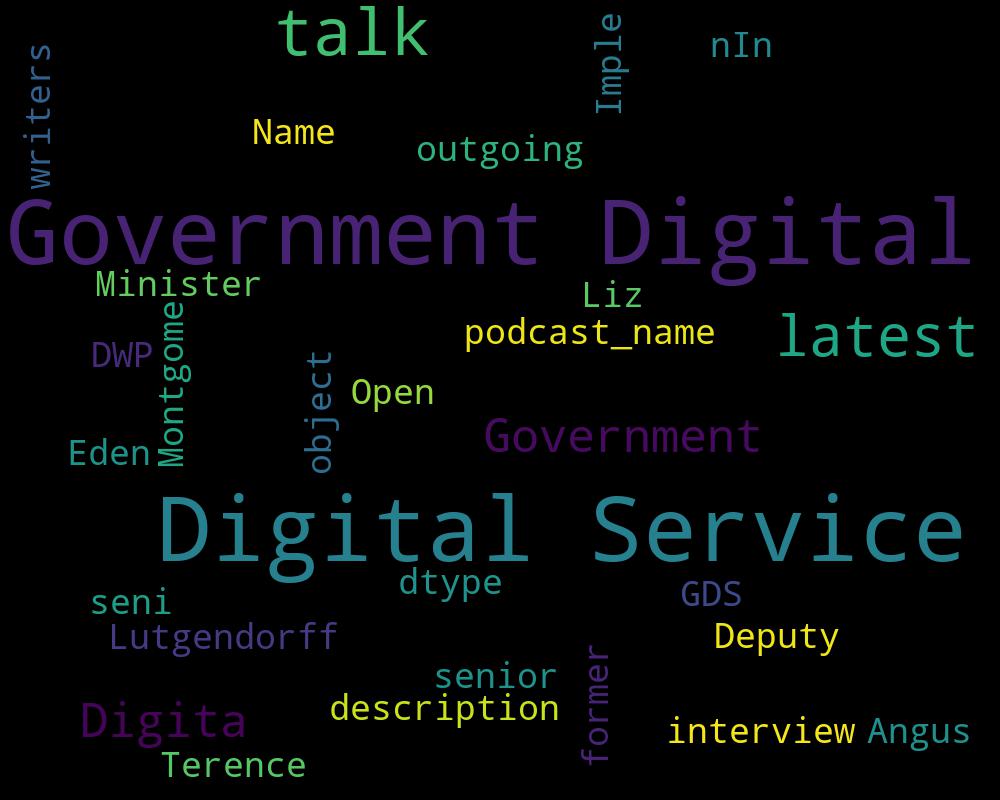 talk
Imple
nIn
writers
Name
outgoing
Government Digital
Minister
Liz
podcast_name
latest
DWP
Montgome
object
Open
Government
Eden
Digital Service
dtype
seni
GDS
Lutgendorff
Deputy
senior
former
description
Digita
interview
Angus
Terence